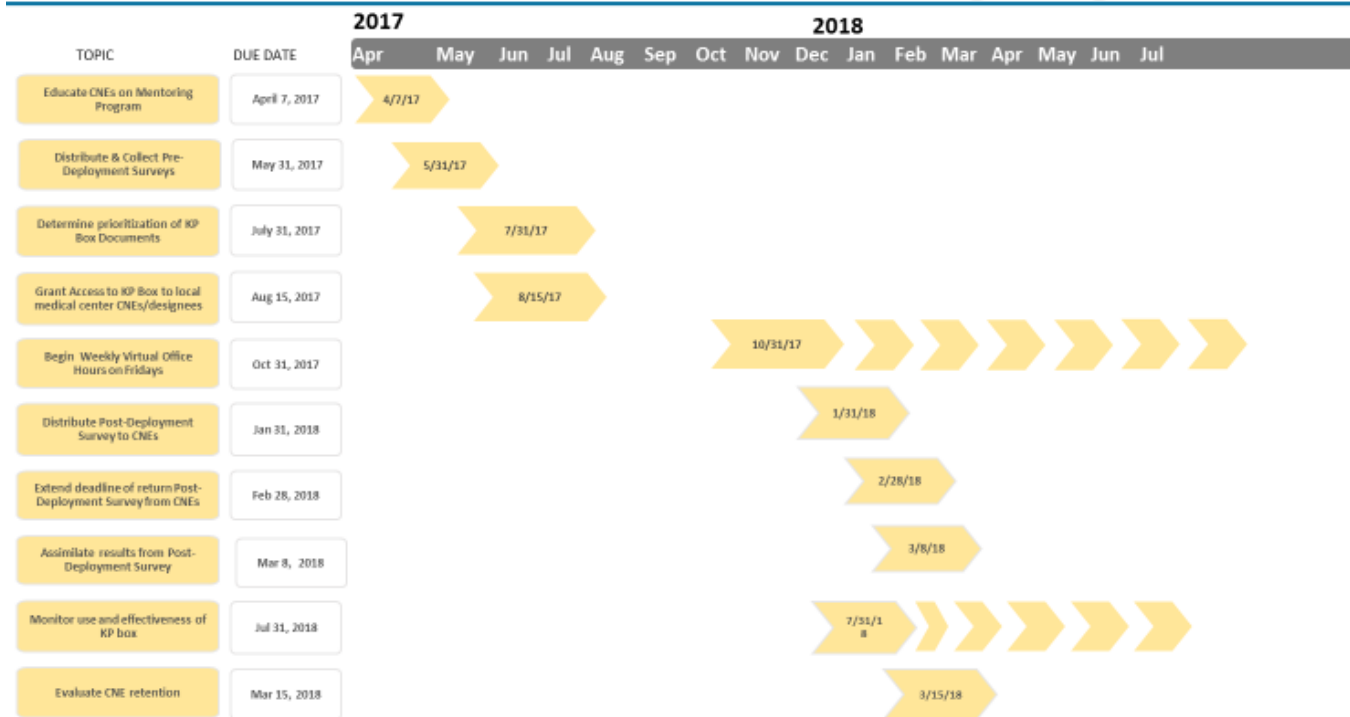 2017
2018
TOPIC DUE DATE Apr May Jun Jul Aug Sep Oct Nov Dec Jan Feb Mar Apr May Jun Jul
Educate CNEs on Mentoring
Program
April 7, 2017
4/7/17
Distribute & Collect Pre-
Deployment Surveys
May 31, 2017
5/31/17
Determine prioritization of KP
Box Documents
July 31, 2017
7/31/17
Grant Access to KP Box to local
medical center CNEs/designees
Aug 15, 2017
8/15/17
Begin Weekly Virtual Office
Hours on Fridays
Oct 31, 2017
10/31/17
Distribute Post-Deployment
Survey to CNEs
Jan 31, 2018
1/31/18
Extend deadline of return Post-
Deployment Survey from CNEs
Feb 28, 2018
2/28/18
Assimilate results from Post-
Deployment Survey
Mar 8, 2018
3/8/18
Monitor use and effectiveness of
KP box
Jul 31, 2018
7/31/1
8
Evaluate CNE retention
Mar 15, 2018
3/15/18